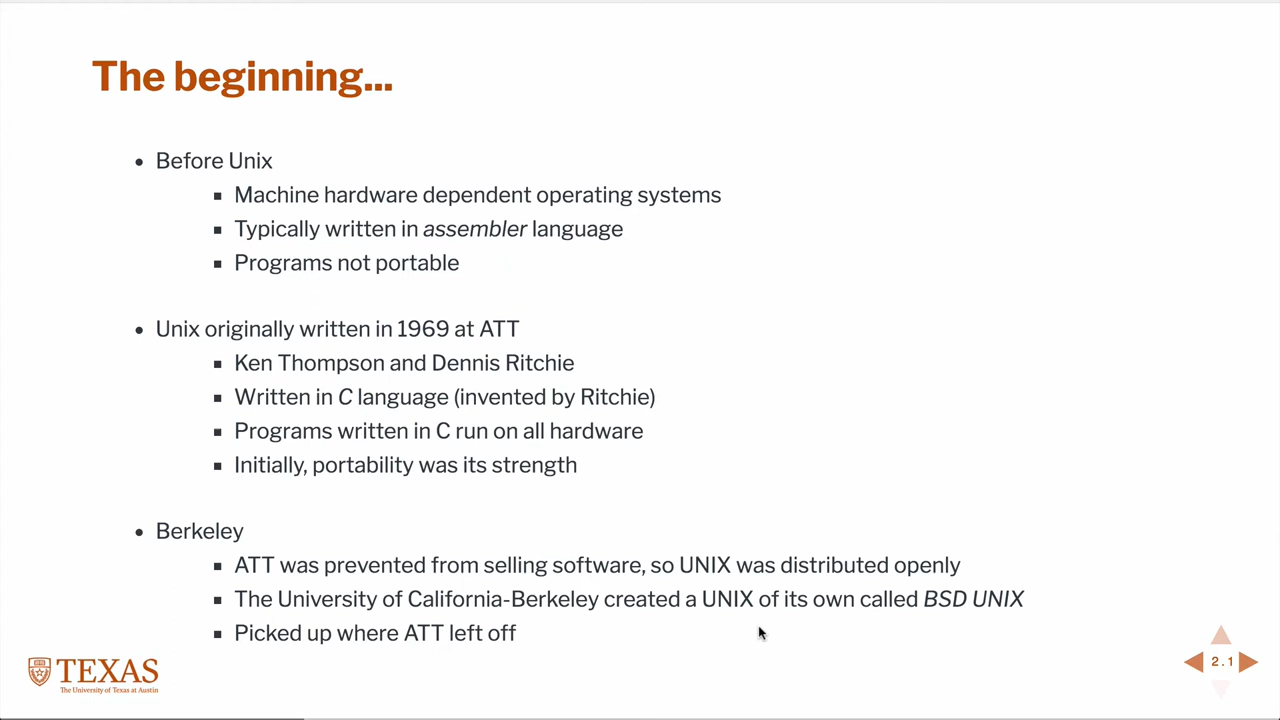 The beginning...
• Before Unix
▪ Machine hardware dependent operating systems
▪ Typically written in assembler language
▪ Programs not portable
• Unix originally written in 1969 at ATT
▪ Ken Thompson and Dennis Ritchie
▪ Written in C language (invented by Ritchie)
▪ Programs written in C run on all hardware
▪ Initially, portability was its strength
• Berkeley
▪ ATT was prevented from selling software, so UNIX was distributed openly
▪ The University of California-Berkeley created a UNIX of its own called BSD UNIX
▪ Picked up where ATT left off
TEXAS
The University of Texas at Austin
2.1